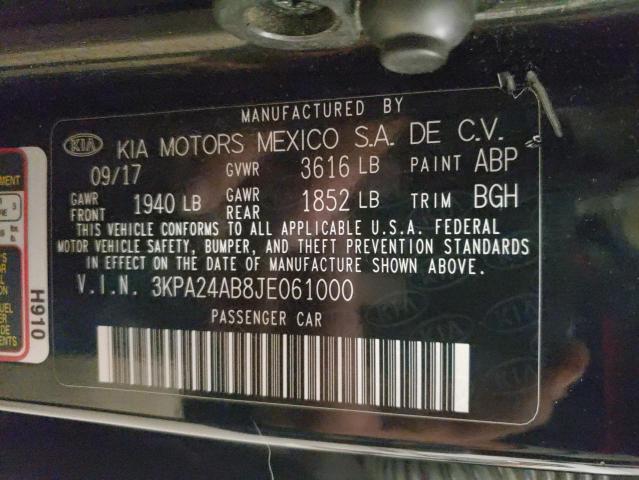 MANUFACTURED BY
KIA KIA MOTORS MEXICO S.A. DE C.V.
09/17 GVWR 3616 LB PAINT ABP
GAWR FRONT 1940 LB GAWR REAR 1852 LB TRIM BGH
THIS VEHICLE CONFORMS TO ALL APPLICABLE U.S.A. FEDERAL
MOTOR VEHICLE SAFETY, BUMPER, AND THEFT PREVENTION STANDARDS
IN EFFECT ON THE DATE OF MANUFACTURE SHOWN ABOVE.
V.I.N. 3KPA24AB8JE061000
PASSENGER CAR
H910